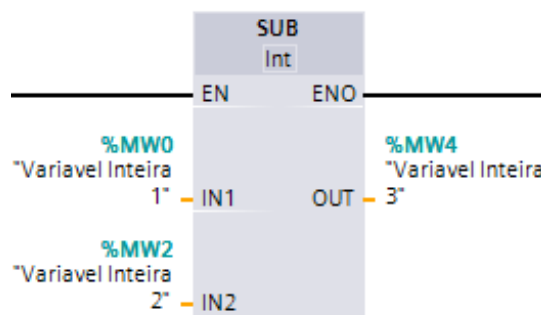 SUB
Int
EN ENO
%MW0 %MW4
"Variavel Inteira "Variavel Inteira
1" IN1 OUT 3"
%MW2
"Variavel Inteira
2" IN2